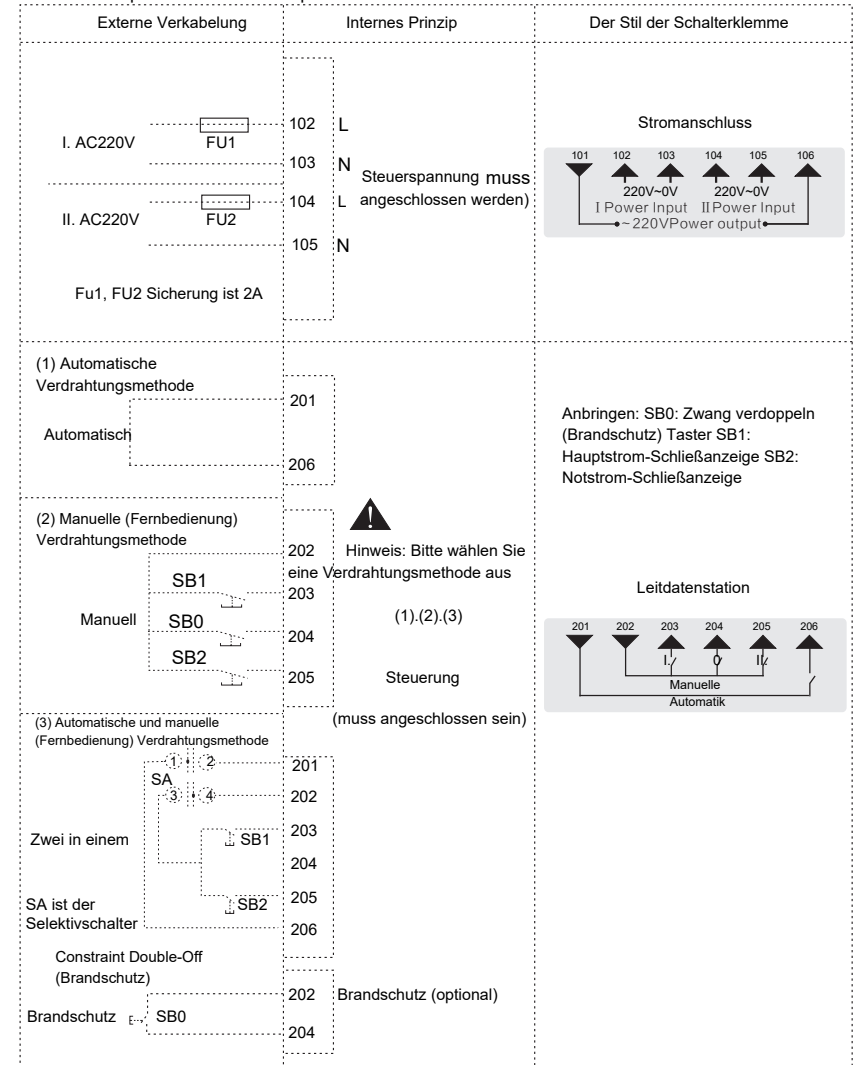 Externe Verkabelung
Internes Prinzip
Der Stil der Schalterklemme
I. AC220V
FU1
102 L
103 N
II. AC220V
FU2
104 L
105 N
Steuerspannung muss
angeschlossen werden)
Fu1, FU2 Sicherung ist 2A
Stromanschluss
101 102 103 104 105 106
220V~0V 220V~0V
I Power Input II Power Input
~220VPower output
(1) Automatische
Verdrahtungsmethode
Automatisch
201
206
Anbringen: SB0: Zwang verdoppeln
(Brandschutz) Taster SB1:
Hauptstrom-Schließanzeige SB2:
Notstrom-Schließanzeige
(2) Manuelle (Fernbedienung)
Verdrahtungsmethode
Manuell
SB1
SB0
SB2
202
203
204
205
Hinweis: Bitte wählen Sie
eine Verdrahtungsmethode aus
(1).(2).(3)
Steuerung
(muss angeschlossen sein)
Leitdatenstation
201 202 203 204 205 206
I. 0 II
Manuelle
Automatik
(3) Automatische und manuelle
(Fernbedienung) Verdrahtungsmethode
1 2
SA
3 4
201
202
203
204
205
206
Zwei in einem
SB1
SB2
SA ist der
Selektivschalter
Constraint Double-Off
(Brandschutz)
Brandschutz
SB0
202
204
Brandschutz (optional)